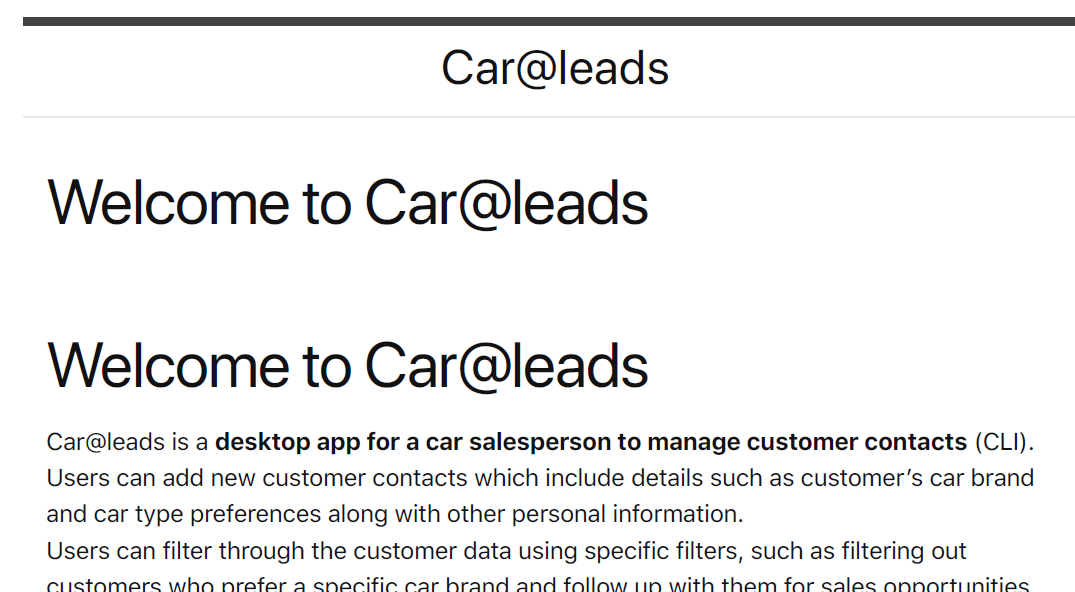 Car@leads
Welcome to Car@leads
Welcome to Car@leads
Car@leads is a desktop app for a car salesperson to manage customer contacts (CLI).
Users can add new customer contacts which include details such as customer’s car brand
and car type preferences along with other personal information.
Users can filter through the customer data using specific filters, such as filtering out
customers who prefer a specific car brand and follow up with them for sales opportunities